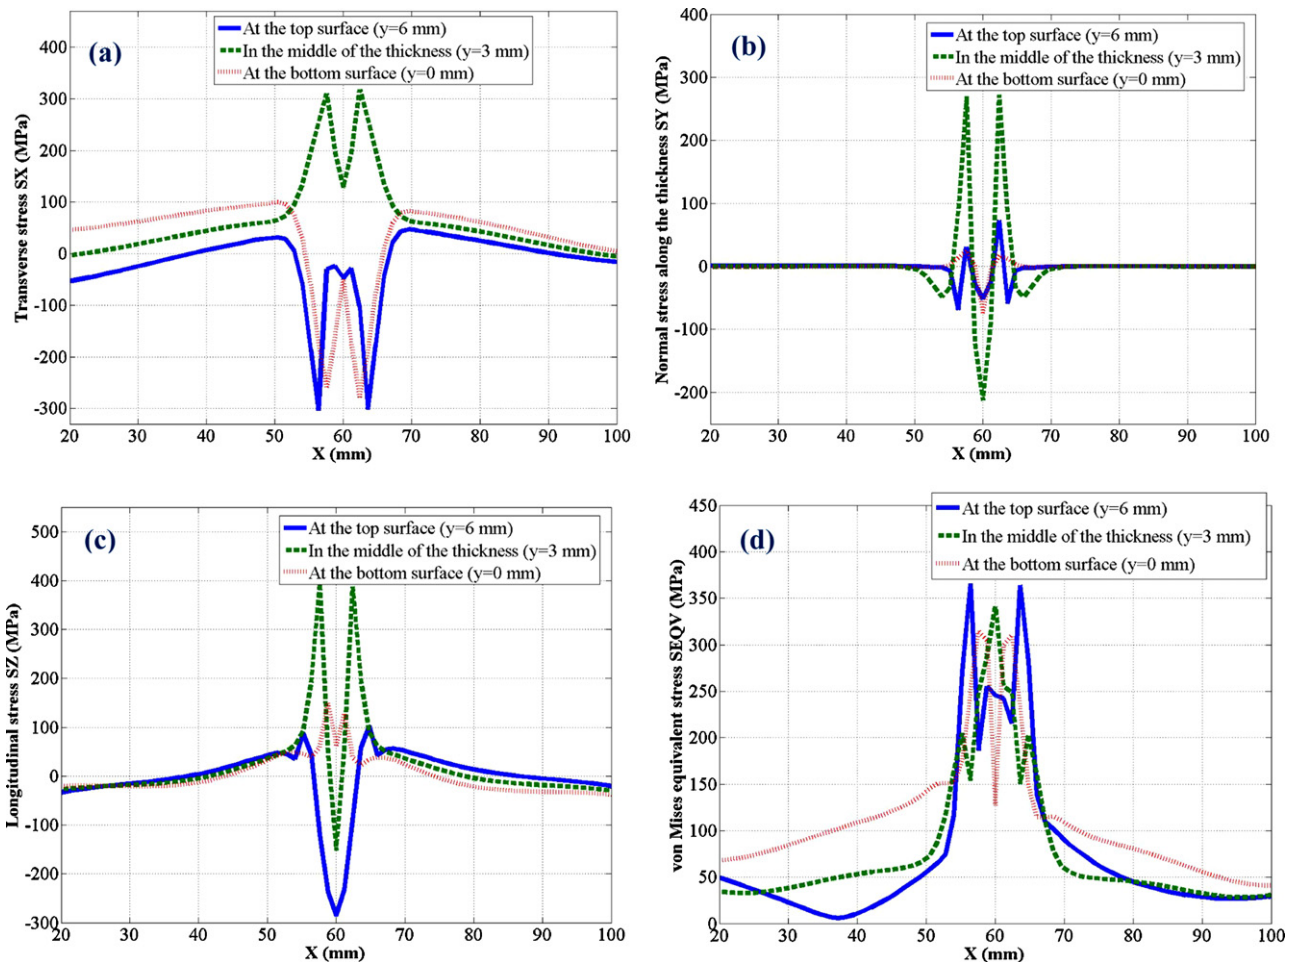 (a)
At the top surface (y=6 mm)
In the middle of the thickness (y=3 mm)
At the bottom surface (y=0 mm)
Transverse stress SX (MPa)
400
300
200
100
0
-100
-200
-300
20 30 40 50 60 70 80 90 100
X (mm)
(b)
At the top surface (y=6 mm)
In the middle of the thickness (y=3 mm)
At the bottom surface (y=0 mm)
Normal stress along the thickness SY (MPa)
400
300
200
100
0
-100
-200
20 30 40 50 60 70 80 90 100
X (mm)
(c)
At the top surface (y=6 mm)
In the middle of the thickness (y=3 mm)
At the bottom surface (y=0 mm)
Longitudinal stress SZ (MPa)
500
400
300
200
100
0
-100
-200
-300
20 30 40 50 60 70 80 90 100
X (mm)
(d)
At the top surface (y=6 mm)
In the middle of the thickness (y=3 mm)
At the bottom surface (y=0 mm)
von Mises equivalent stress SEQV (MPa)
450
400
350
300
250
200
150
100
50
0
20 30 40 50 60 70 80 90 100
X (mm)